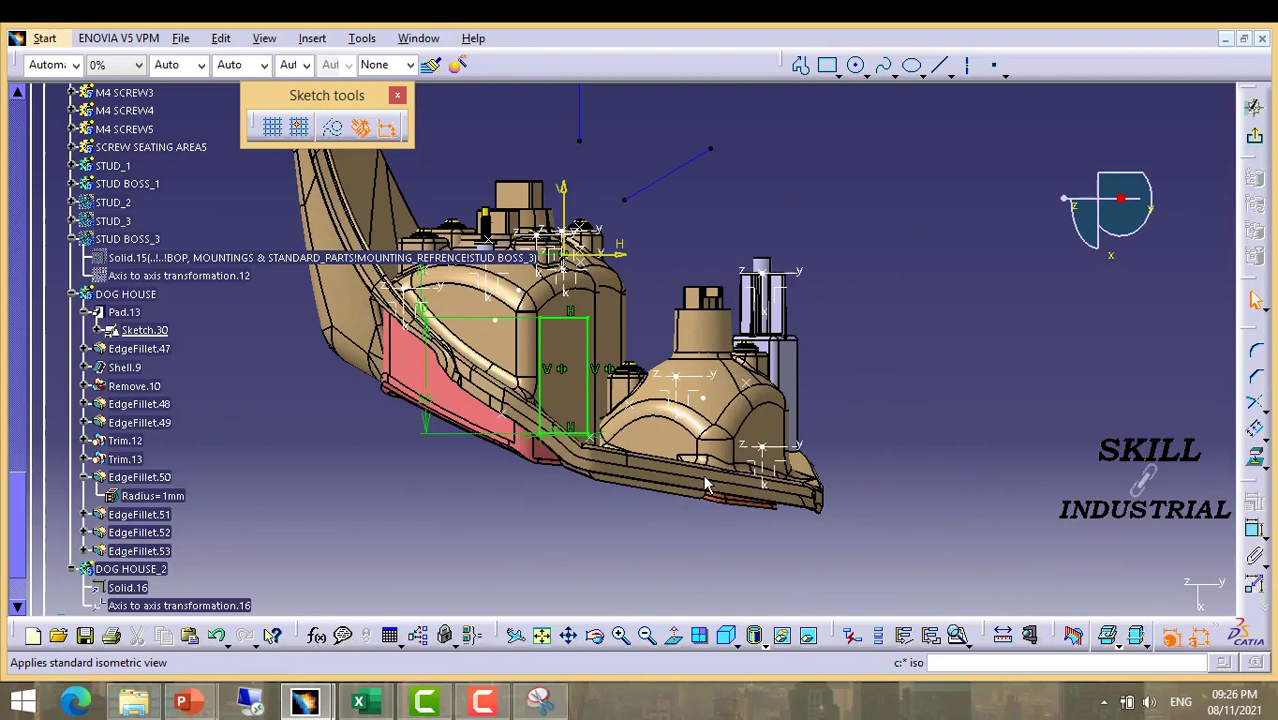 Start ENOVIA V5 VPM File Edit View Insert Tools Window Help
Autom 0% Auto Auto Aut Aut None
Sketch tools
M4 SCREW3
M4 SCREW4
M4 SCREW5
SCREW SEATING AREA5
STUD_1
STUD BOSS_1
STUD_2
STUD_3
STUD BOSS_3
Solid.15(..!..!BOP, MOUNTINGS & STANDARD_PARTS!MOUNTING_REFRENCE!STUD BOSS_3)
Axis to axis transformation.12
DOG HOUSE
Pad.13
Sketch.30
EdgeFillet.47
Shell.9
Remove.10
EdgeFillet.48
EdgeFillet.49
Trim.12
Trim.13
EdgeFillet.50
Radius=1mm
EdgeFillet.51
EdgeFillet.52
EdgeFillet.53
DOG HOUSE_2
Solid.16
Axis to axis transformation.16
H
H
V V
H
z y
x
SKILL
INDUSTRIAL
z y
x
CATIA
Applies standard isometric view c:* iso
ENG
09:26 PM
08/11/2021